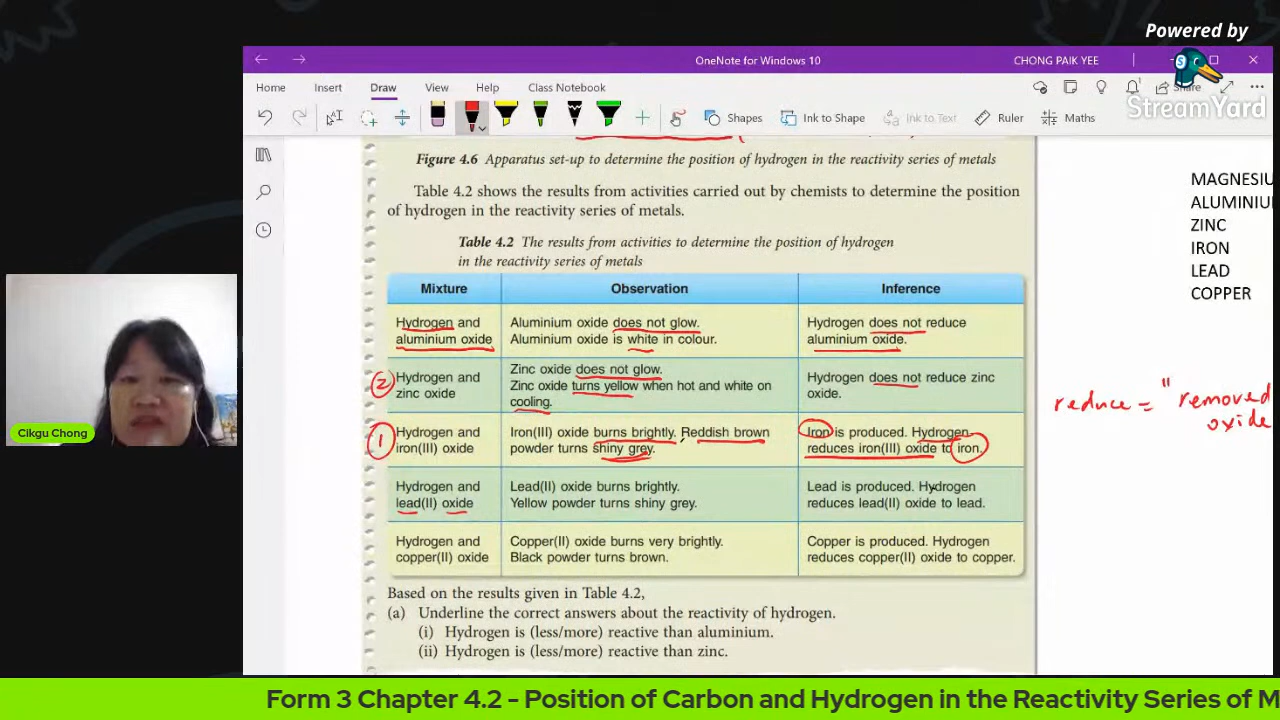 Powered by
StreamYard
OneNote for Windows 10
CHONG PAIK YEE
Home
Insert
Draw
View
Help
Class Notebook
Share
Shapes
Ink to Shape
Ink to Text
Ruler
Maths
Figure 4.6 Apparatus set-up to determine the position of hydrogen in the reactivity series of metals
Table 4.2 shows the results from activities carried out by chemists to determine the position
of hydrogen in the reactivity series of metals.
Table 4.2 The results from activities to determine the position of hydrogen
in the reactivity series of metals
Mixture
Observation
Inference
Hydrogen and
aluminium oxide
Aluminium oxide does not glow.
Aluminium oxide is white in colour.
Hydrogen does not reduce
aluminium oxide.
2
Hydrogen and
zinc oxide
Zinc oxide does not glow.
Zinc oxide turns yellow when hot and white on
cooling.
Hydrogen does not reduce zinc
oxide.
1
Hydrogen and
iron(III) oxide
Iron(III) oxide burns brightly. Reddish brown
powder turns shiny grey.
Iron is produced. Hydrogen
reduces iron(III) oxide to iron.
Hydrogen and
lead(II) oxide
Lead(II) oxide burns brightly.
Yellow powder turns shiny grey.
Lead is produced. Hydrogen
reduces lead(II) oxide to lead.
Hydrogen and
copper(II) oxide
Copper(II) oxide burns very brightly.
Black powder turns brown.
Copper is produced. Hydrogen
reduces copper(II) oxide to copper.
Based on the results given in Table 4.2,
(a) Underline the correct answers about the reactivity of hydrogen.
(i) Hydrogen is (less/more) reactive than aluminium.
(ii) Hydrogen is (less/more) reactive than zinc.
MAGNESIU
ALUMINIU
ZINC
IRON
LEAD
COPPER
reduce = "removed
oxide
Cikgu Chong
Form 3 Chapter 4.2 - Position of Carbon and Hydrogen in the Reactivity Series of M